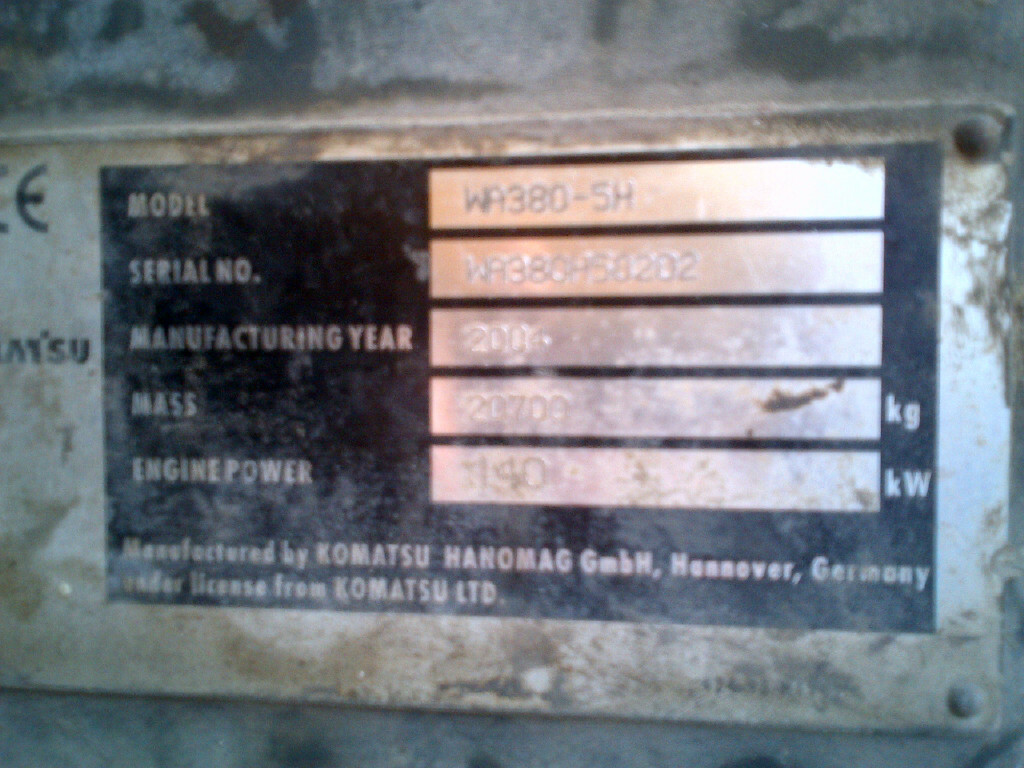 CE
MODEL WA380-5H
SERIAL NO. WA380H50202
MANUFACTURING YEAR 2004
MASS 20700 kg
ENGINE POWER 140 kW
Manufactured by KOMATSU HANOMAG GmbH, Hannover, Germany
under license from KOMATSU LTD.